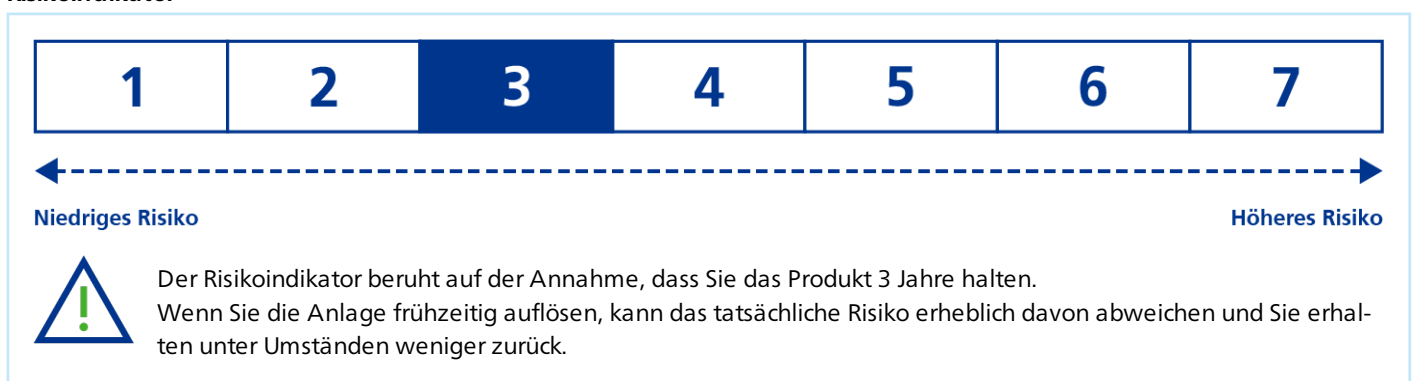 Risikoindikator
1 2 3 4 5 6 7
Niedriges Risiko Höheres Risiko
Der Risikoindikator beruht auf der Annahme, dass Sie das Produkt 3 Jahre halten.
Wenn Sie die Anlage frühzeitig auflösen, kann das tatsächliche Risiko erheblich davon abweichen und Sie erhal-
ten unter Umständen weniger zurück.